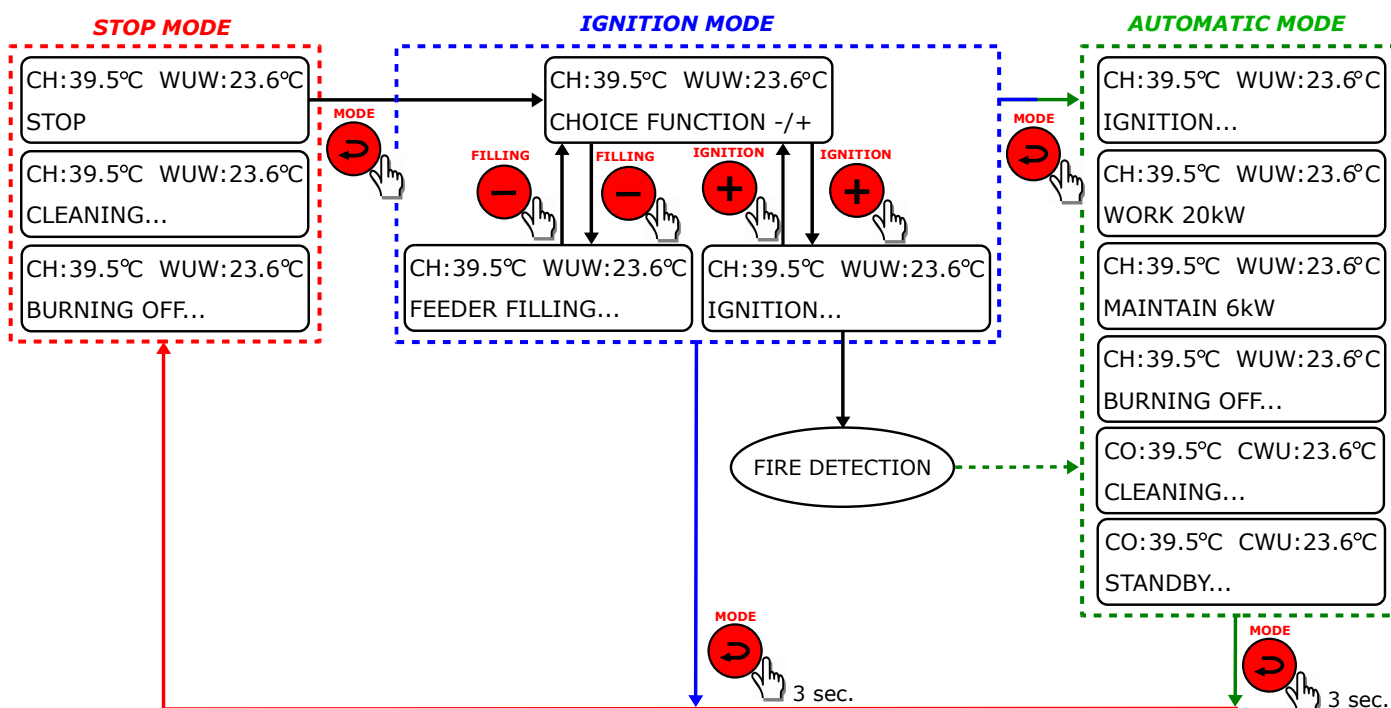 STOP MODE
CH:39.5℃ WUW:23.6℃
STOP
CH:39.5℃ WUW:23.6℃
CLEANING...
CH:39.5℃ WUW:23.6℃
BURNING OFF...
MODE
IGNITION MODE
CH:39.5℃ WUW:23.6℃
CHOICE FUNCTION -/+
FILLING
FILLING
IGNITION
IGNITION
−
−
+
+
CH:39.5℃ WUW:23.6℃
FEEDER FILLING...
CH:39.5℃ WUW:23.6℃
IGNITION...
FIRE DETECTION
MODE
AUTOMATIC MODE
CH:39.5℃ WUW:23.6℃
IGNITION...
CH:39.5℃ WUW:23.6℃
WORK 20kW
CH:39.5℃ WUW:23.6℃
MAINTAIN 6kW
CH:39.5℃ WUW:23.6℃
BURNING OFF...
CO:39.5℃ CWU:23.6℃
CLEANING...
CO:39.5℃ CWU:23.6℃
STANDBY...
MODE
3 sec.
MODE
3 sec.